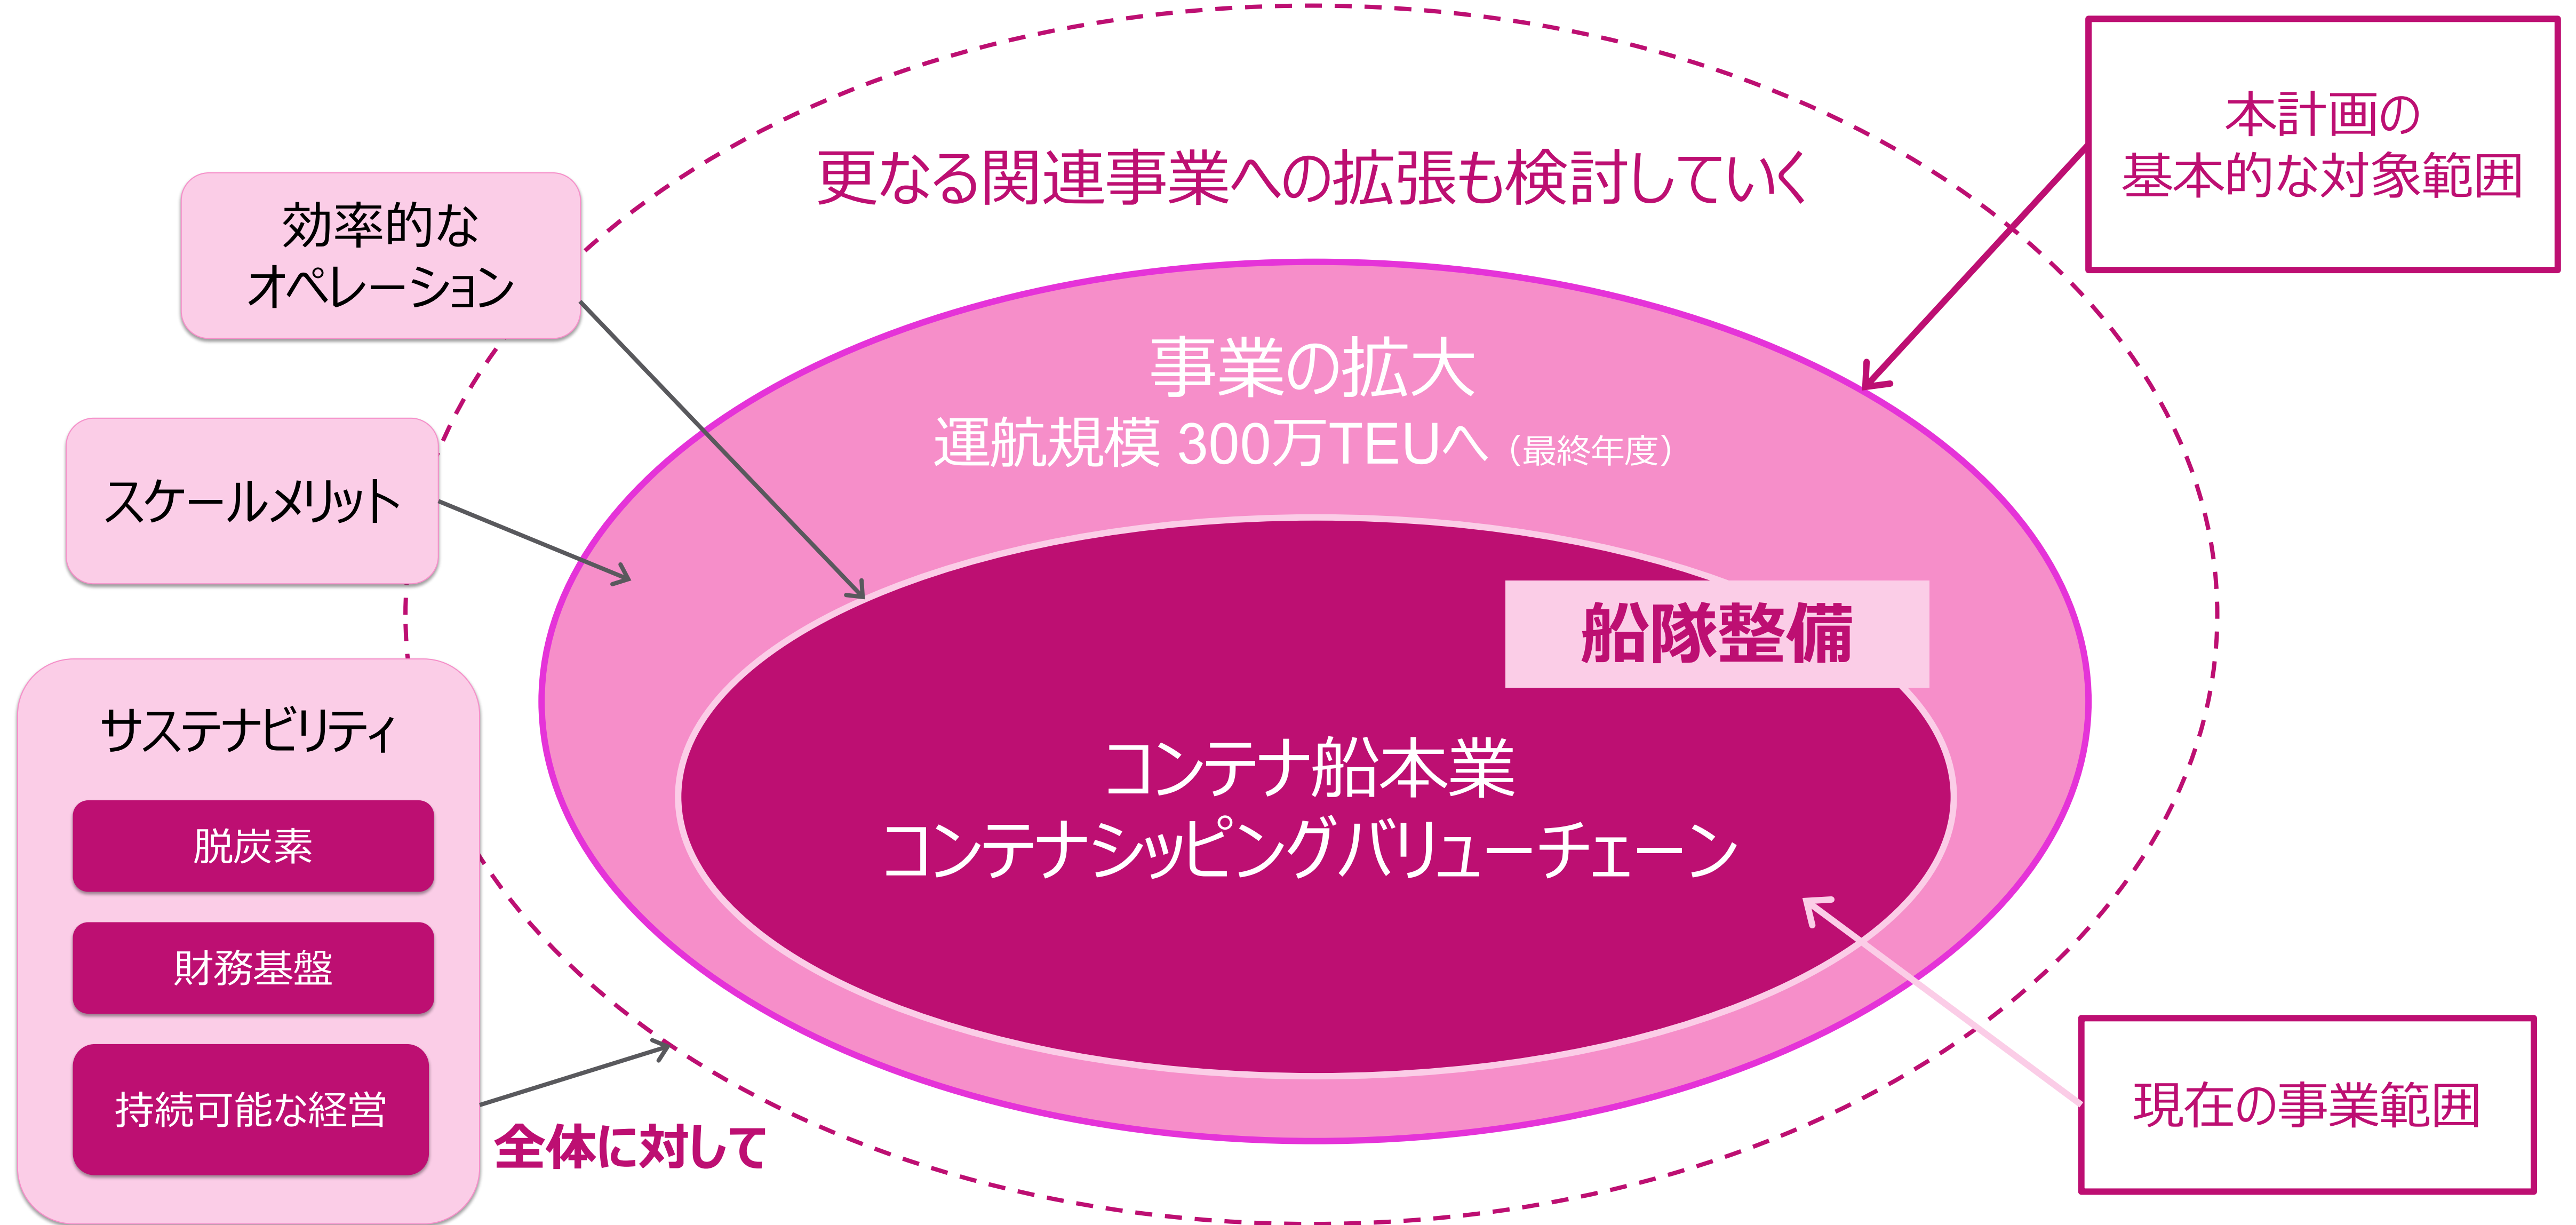 本計画の
基本的な対象範囲
更なる関連事業への拡張も検討していく
効率的な
オペレーション
事業の拡大
運航規模 300万TEUへ（最終年度）
スケールメリット
船隊整備
サステナビリティ
コンテナ船本業
コンテナシッピングバリューチェーン
脱炭素
財務基盤
持続可能な経営
全体に対して
現在の事業範囲